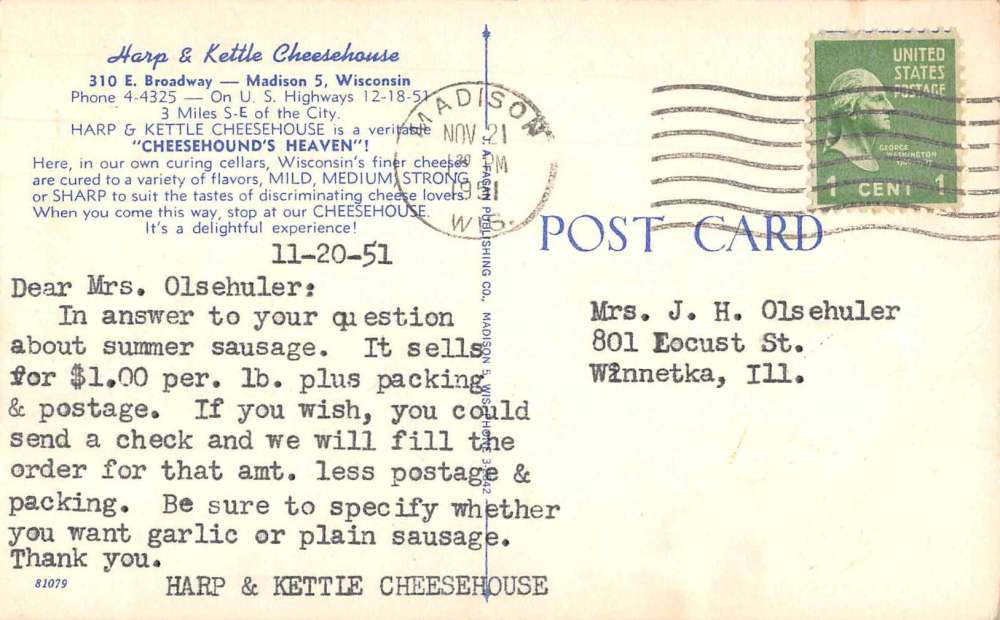 Harp & Kettle Cheesehouse
310 E. Broadway — Madison 5, Wisconsin
Phone 4-4325 — On U. S. Highways 12-18-51
3 Miles S-E of the City.
HARP & KETTLE CHEESEHOUSE is a veritable
"CHEESEHOUND'S HEAVEN"!
Here, in our own curing cellars, Wisconsin's finer cheeses
are cured to a variety of flavors, MILD, MEDIUM, STRONG
or SHARP to suit the tastes of discriminating cheese lovers.
When you come this way, stop at our CHEESEHOUSE.
It's a delightful experience!
11-20-51
Dear Mrs. Olsehuler:
In answer to your question
about summer sausage. It sells
for $1.00 per. lb. plus packing
& postage. If you wish, you could
send a check and we will fill the
order for that amt. less postage &
packing. Be sure to specify whether
you want garlic or plain sausage.
Thank you.
HARP & KETTLE CHEESEHOUSE
81079
FAGAN PUBLISHING CO., MADISON 5, WIS.
MADISON
NOV 21
PM
1951
WIS.
UNITED
STATES
POSTAGE
GEORGE
WASHINGTON
1 CENT 1
POST CARD
Mrs. J. H. Olsehuler
801 Locust St.
Winnetka, Ill.